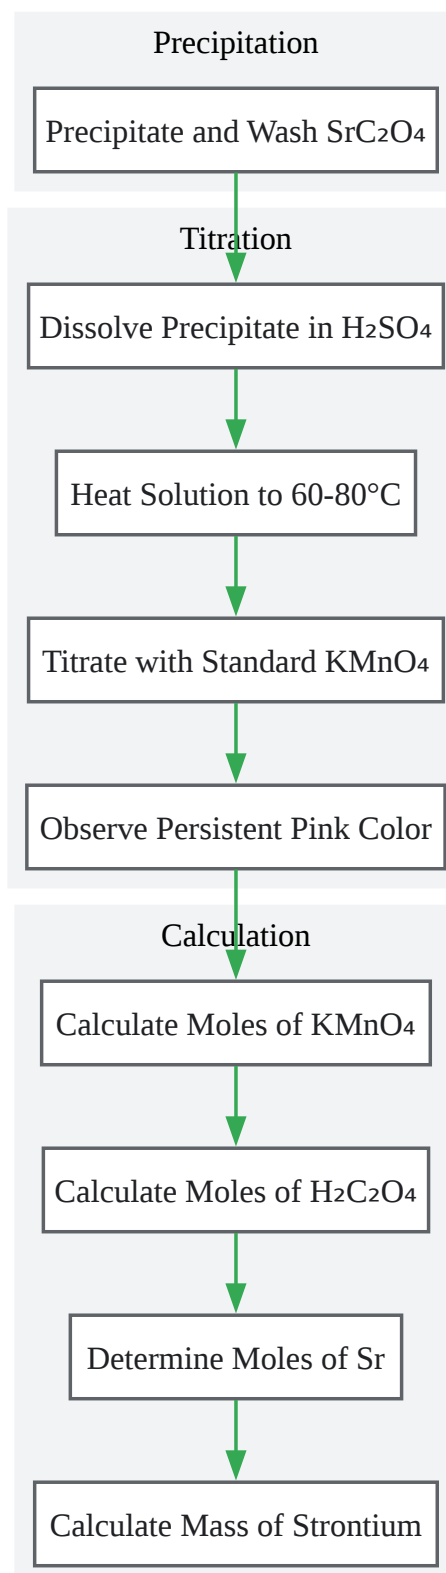 Precipitation
Precipitate and Wash SrC₂O₄
Titration
Dissolve Precipitate in H₂SO₄
Heat Solution to 60-80°C
Titrate with Standard KMnO₄
Observe Persistent Pink Color
Calculation
Calculate Moles of KMnO₄
Calculate Moles of H₂C₂O₄
Determine Moles of Sr
Calculate Mass of Strontium